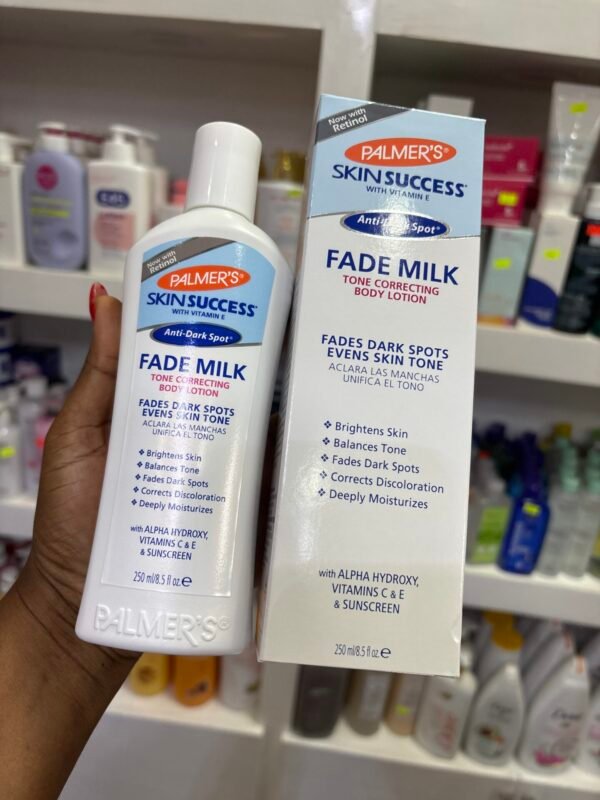 Now with
Retinol
PALMER'S®
SKIN SUCCESS®
WITH VITAMIN E
Anti-Dark Spot®
FADE MILK
TONE CORRECTING
BODY LOTION
FADES DARK SPOTS
EVENS SKIN TONE
ACLARA LAS MANCHAS
UNIFICA EL TONO
❖ Brightens Skin
❖ Balances Tone
❖ Fades Dark Spots
❖ Corrects Discoloration
❖ Deeply Moisturizes
with ALPHA HYDROXY,
VITAMINS C & E
& SUNSCREEN
250 ml/8.5 fl oz. e
PALMER'S®
Now with
Retinol
PALMER'S®
SKIN SUCCESS®
WITH VITAMIN E
Anti-Dark Spot®
FADE MILK
TONE CORRECTING
BODY LOTION
FADES DARK SPOTS
EVENS SKIN TONE
ACLARA LAS MANCHAS
UNIFICA EL TONO
❖ Brightens Skin
❖ Balances Tone
❖ Fades Dark Spots
❖ Corrects Discoloration
❖ Deeply Moisturizes
with ALPHA HYDROXY,
VITAMINS C & E
& SUNSCREEN
250 ml/8.5 fl oz. e